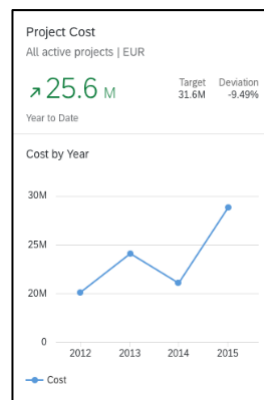 Project Cost
All active projects | EUR
25.6 M
Target Deviation
31.6M -9.49%
Year to Date
Cost by Year
30M
25M
20M
0
2012 2013 2014 2015
Cost